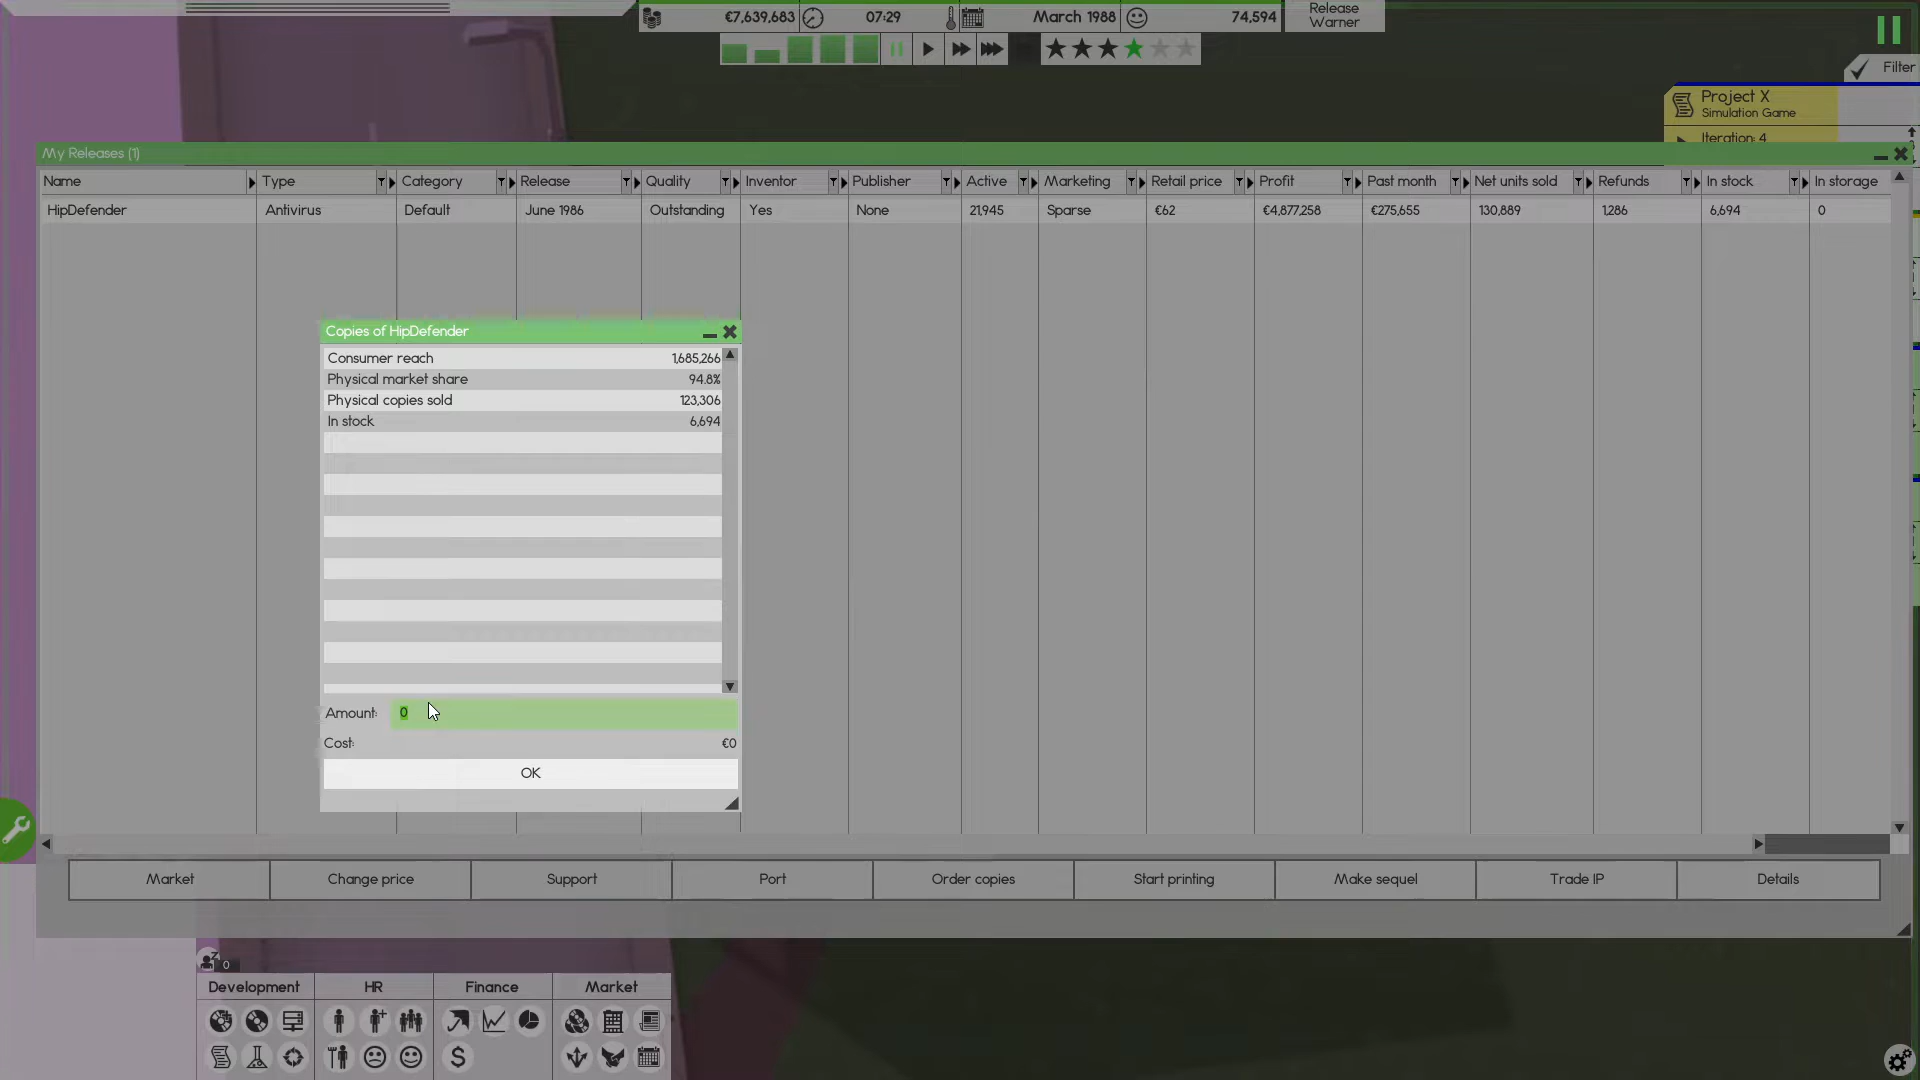 €7,639,683
07:29
March 1988
74,594
Release
Warner
Filter
Project X
Simulation Game
Iteration: 4
My Releases (1)
Name Type Category Release Quality Inventor Publisher Active Marketing Retail price Profit Past month Net units sold Refunds In stock In storage
HipDefender Antivirus Default June 1986 Outstanding Yes None 21,945 Sparse €62 €4,877,258 €275,655 130,889 1,286 6,694 0
Copies of HipDefender
Consumer reach 1,685,266
Physical market share 94.8%
Physical copies sold 123,306
In stock 6,694
Amount: 0
Cost: €0
OK
Market Change price Support Port Order copies Start printing Make sequel Trade IP Details
0
Development HR Finance Market